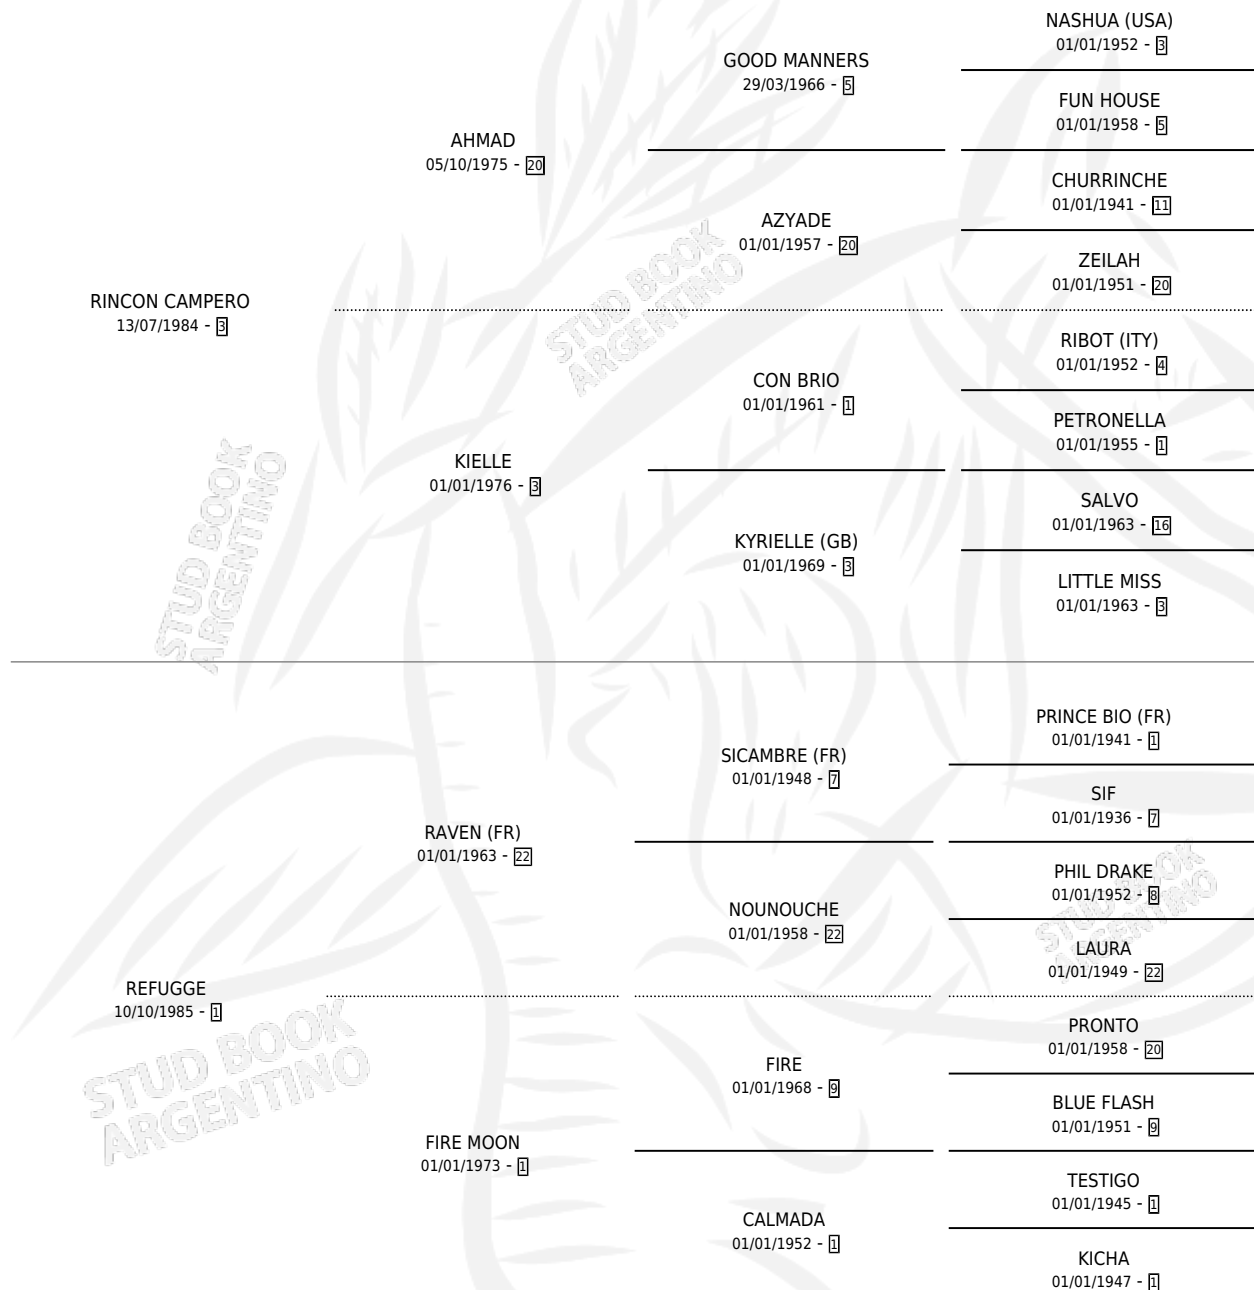 NASHUA (USA)
01/01/1952 - 3
GOOD MANNERS
29/03/1966 - 5
FUN HOUSE
01/01/1958 - 5
AHMAD
05/10/1975 - 20
CHURRINCHE
01/01/1941 - 11
AZYADE
01/01/1957 - 20
ZEILAH
01/01/1951 - 20
RINCON CAMPERO
13/07/1984 - 3
RIBOT (ITY)
01/01/1952 - 4
CON BRIO
01/01/1961 - 1
PETRONELLA
01/01/1955 - 1
KIELLE
01/01/1976 - 3
SALVO
01/01/1963 - 16
KYRIELLE (GB)
01/01/1969 - 3
LITTLE MISS
01/01/1963 - 3
STUD BOOK
ARGENTINO
STUD BOOK
ARGENTINO
PRINCE BIO (FR)
01/01/1941 - 1
SICAMBRE (FR)
01/01/1948 - 7
SIF
01/01/1936 - 7
RAVEN (FR)
01/01/1963 - 22
PHIL DRAKE
01/01/1952 - 8
NOUNOUCHE
01/01/1958 - 22
LAURA
01/01/1949 - 22
STUD BOOK
ARGENTINO
REFUGGE
10/10/1985 - 1
PRONTO
01/01/1958 - 20
FIRE
01/01/1968 - 9
BLUE FLASH
01/01/1951 - 9
STUD BOOK
ARGENTINO
FIRE MOON
01/01/1973 - 1
TESTIGO
01/01/1945 - 1
CALMADA
01/01/1952 - 1
KICHA
01/01/1947 - 1